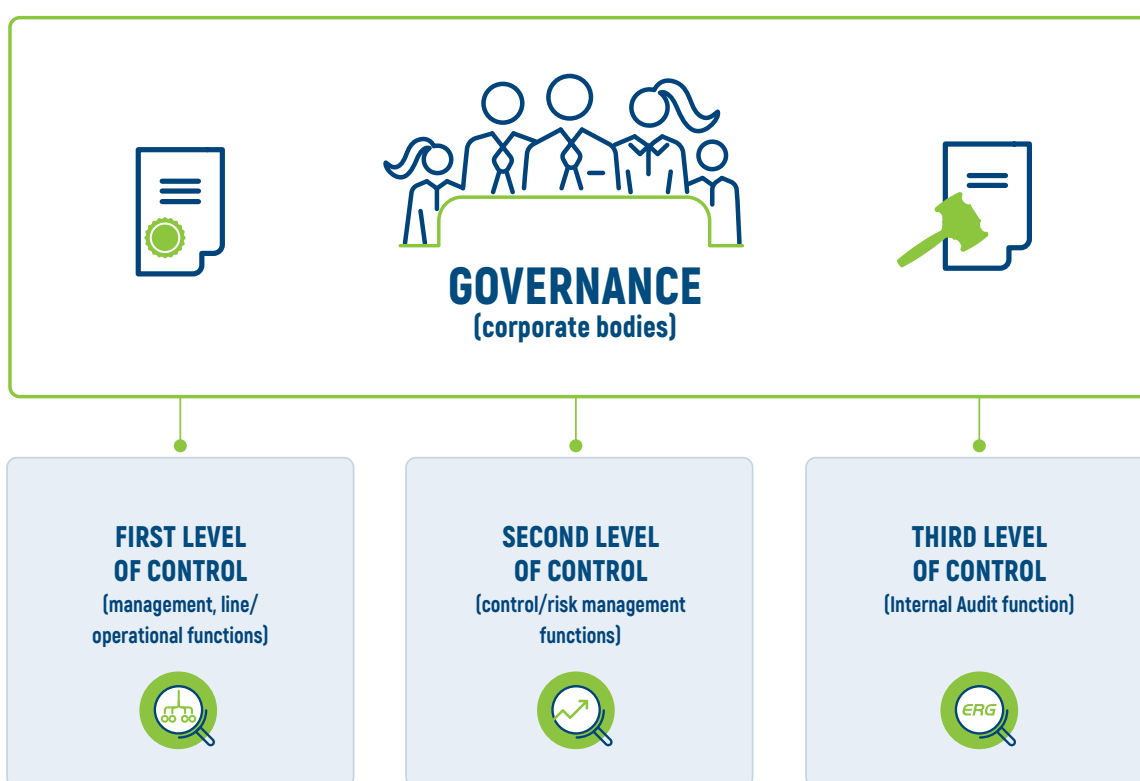 GOVERNANCE
(corporate bodies)
FIRST LEVEL
OF CONTROL
(management, line/
operational functions)
SECOND LEVEL
OF CONTROL
(control/risk management
functions)
THIRD LEVEL
OF CONTROL
(Internal Audit function)
ERG